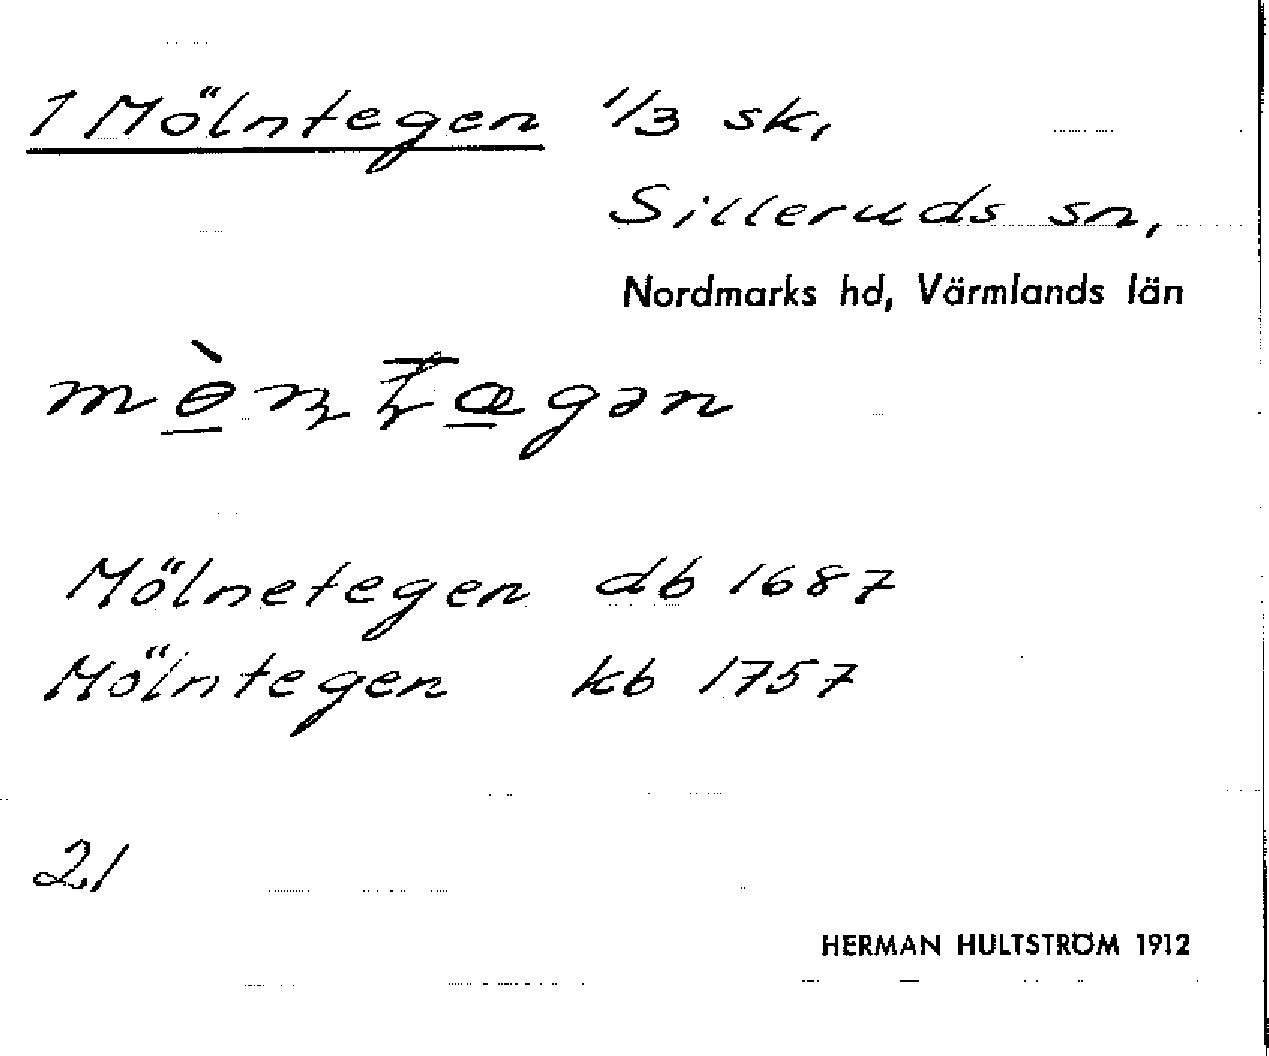 1 Mölntegen 1/3 sk,
Silleruds sn,
Nordmarks hd, Värmlands län
Mölnetegen db 1687
Mölntegen kb 1757
21
HERMAN HULTSTRÖM 1912